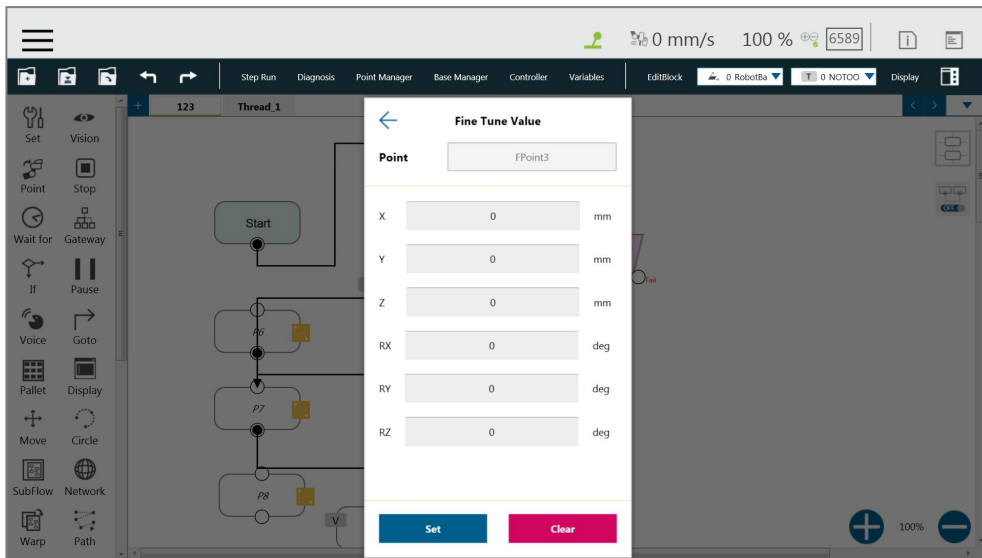 0 mm/s 100 % 6589
Step Run Diagnosis Point Manager Base Manager Controller Variables EditBlock 0 RobotBa T 0 NOTOO Display
+ 123 Thread_1
Set Vision
Point Stop
Wait for Gateway
If Pause
Voice Goto
Pallet Display
Move Circle
SubFlow Network
Warp Path
Start
P6
P7
P8
V
Fine Tune Value
Point FPoint3
X 0 mm
Y 0 mm
Z 0 mm
RX 0 deg
RY 0 deg
RZ 0 deg
Set Clear
Fail
OFF
100%